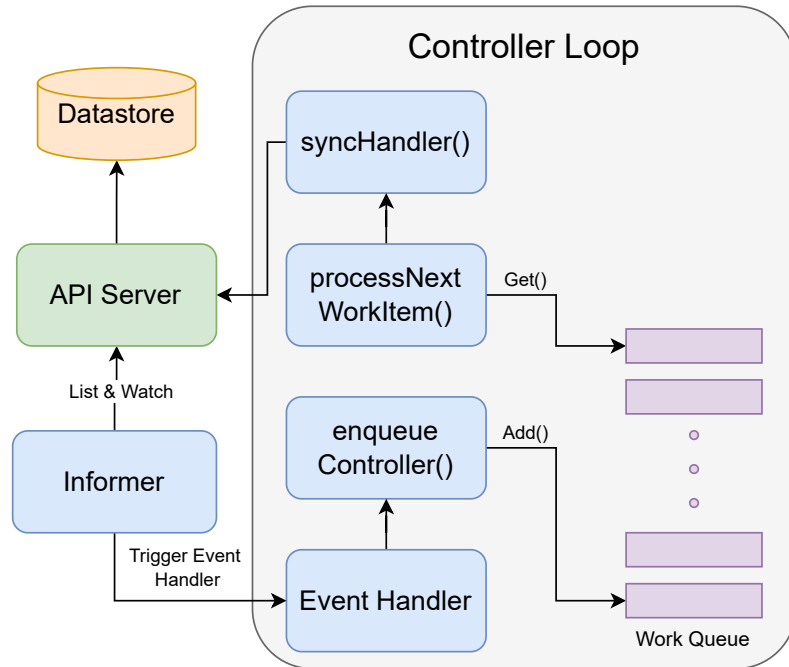 Controller Loop
Datastore
syncHandler()
API Server
processNext
WorkItem()
Get()
List & Watch
enqueue
Controller()
Add()
Informer
Trigger Event
Handler
Event Handler
Work Queue